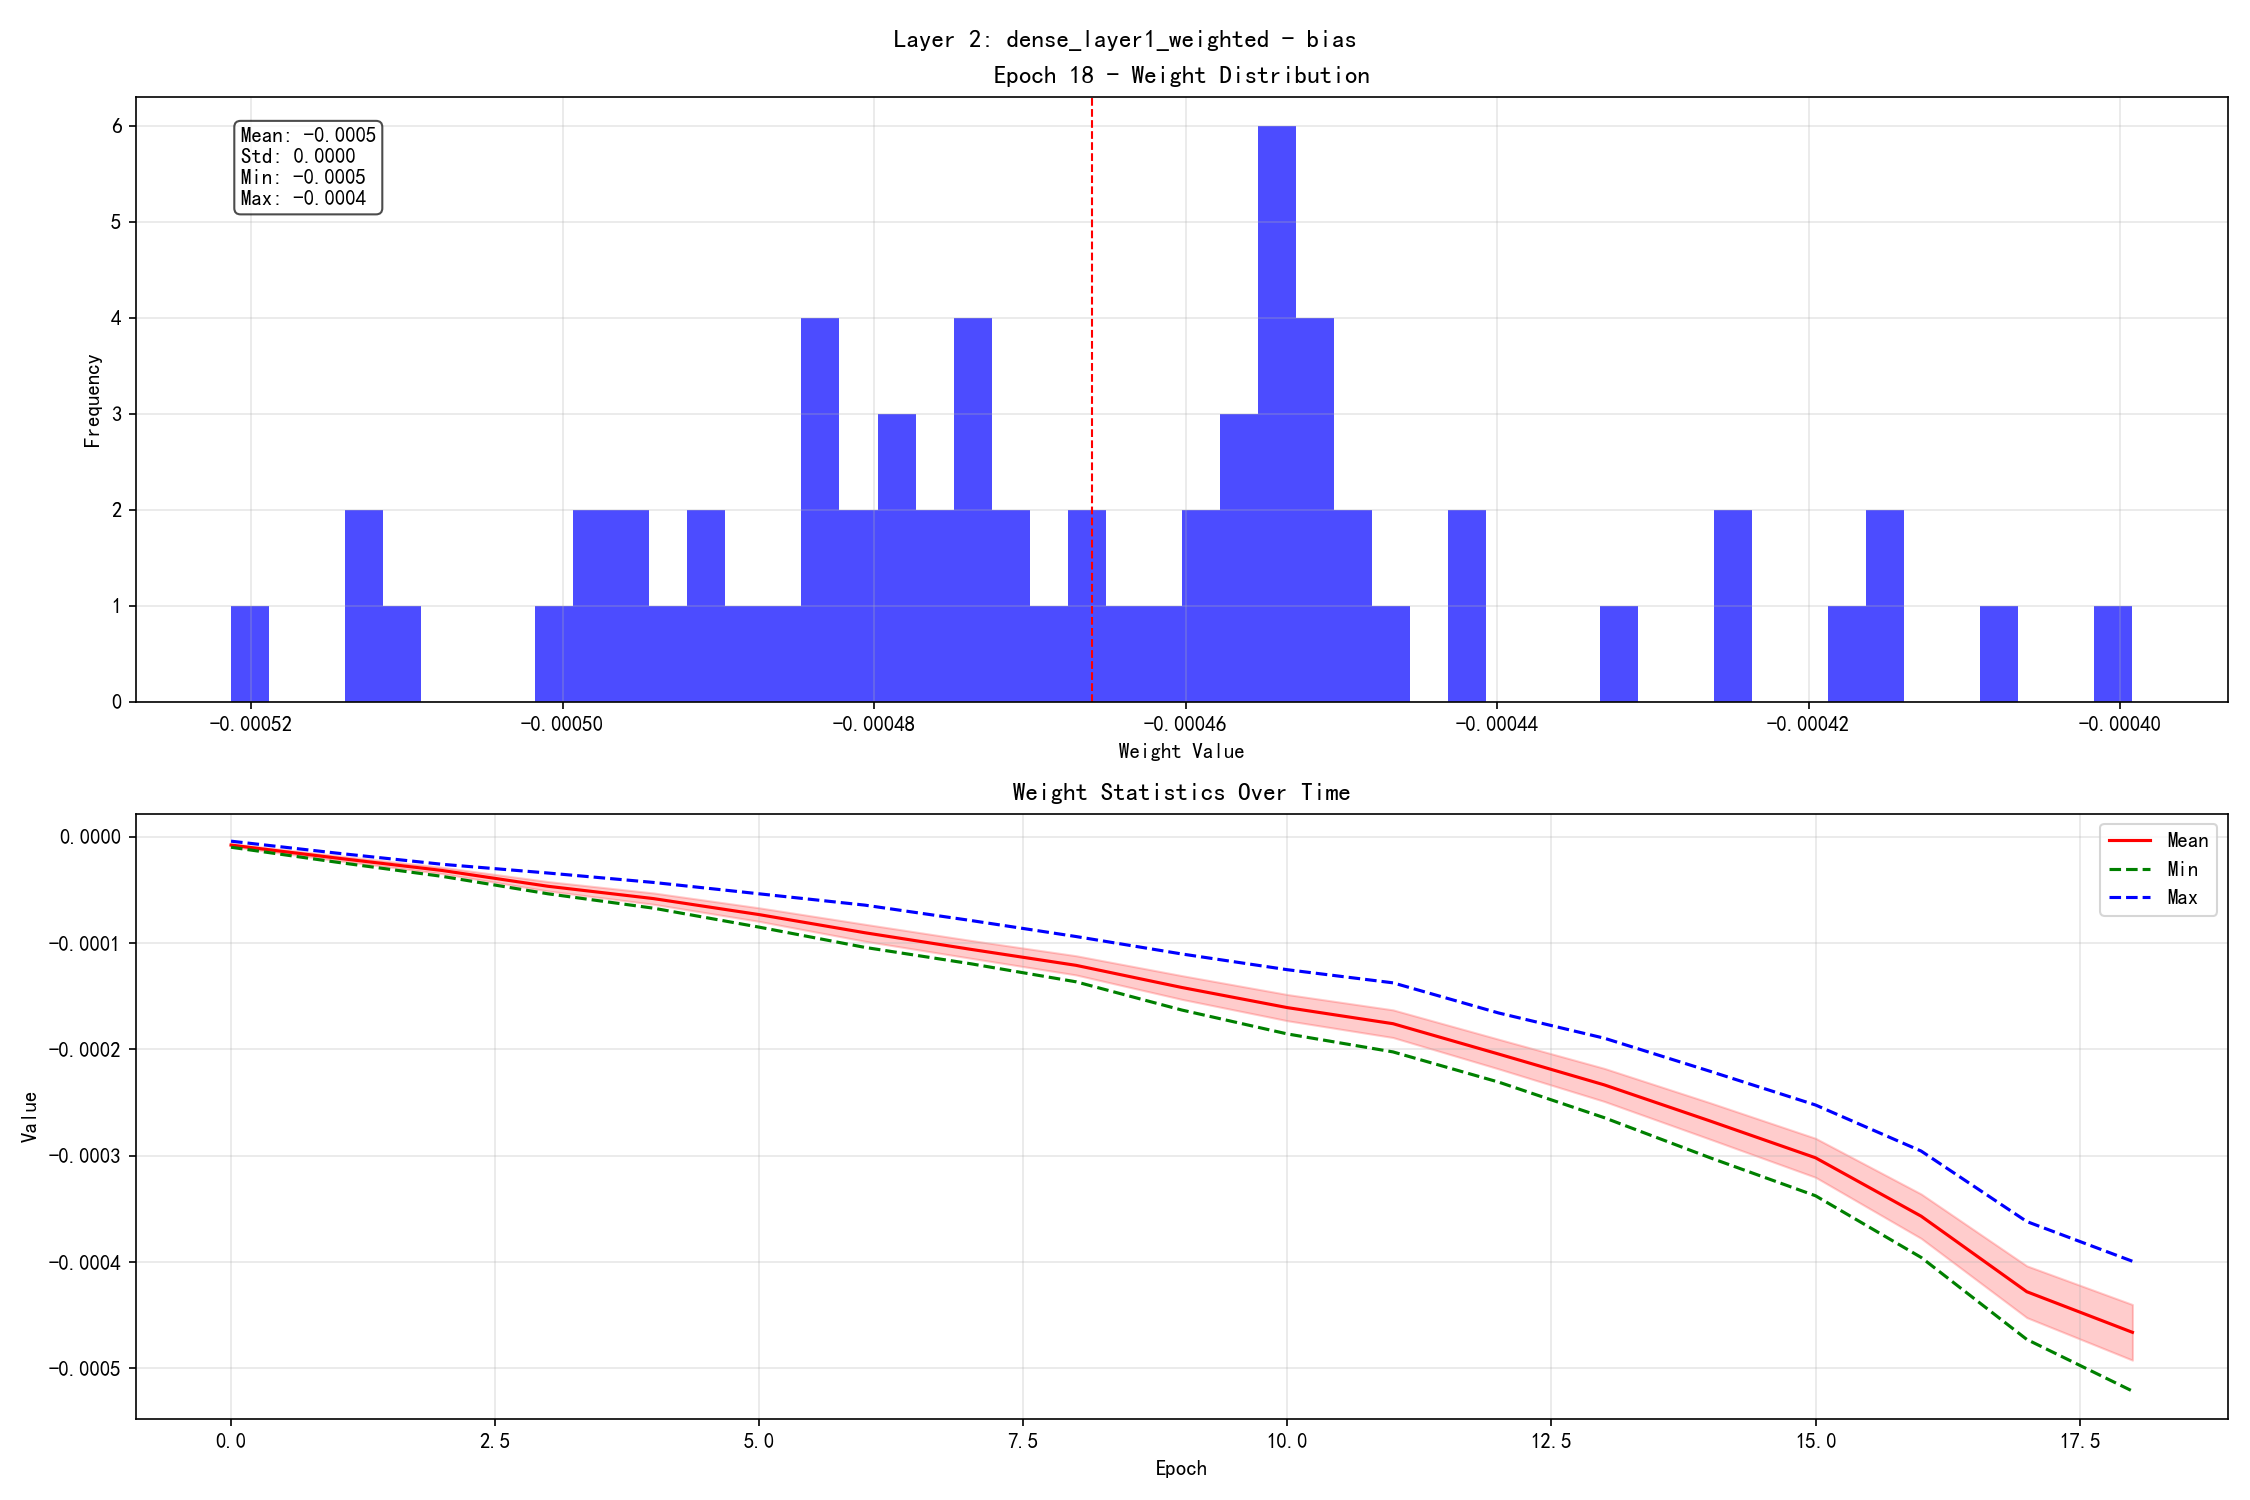 Layer 2: dense_layer1_weighted - bias
Epoch 18 - Weight Distribution
Mean: -0.0005
Std: 0.0000
Min: -0.0005
Max: -0.0004
Frequency
6
5
4
3
2
1
0
-0.00052
-0.00050
-0.00048
-0.00046
-0.00044
-0.00042
-0.00040
Weight Value
Weight Statistics Over Time
Mean
Min
Max
Value
0.0000
-0.0001
-0.0002
-0.0003
-0.0004
-0.0005
0.0
2.5
5.0
7.5
10.0
12.5
15.0
17.5
Epoch